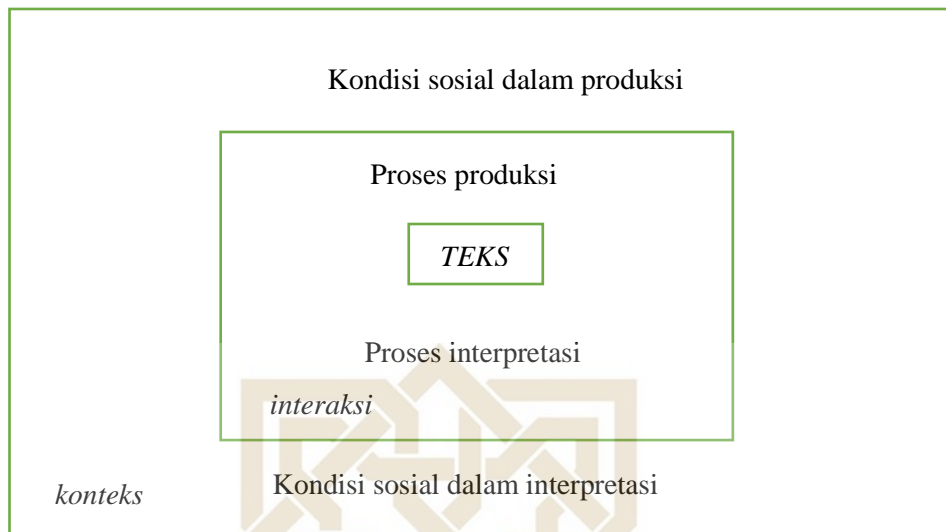 Kondisi sosial dalam produksi
Proses produksi
TEKS
Proses interpretasi
interaksi
Kondisi sosial dalam interpretasi
konteks